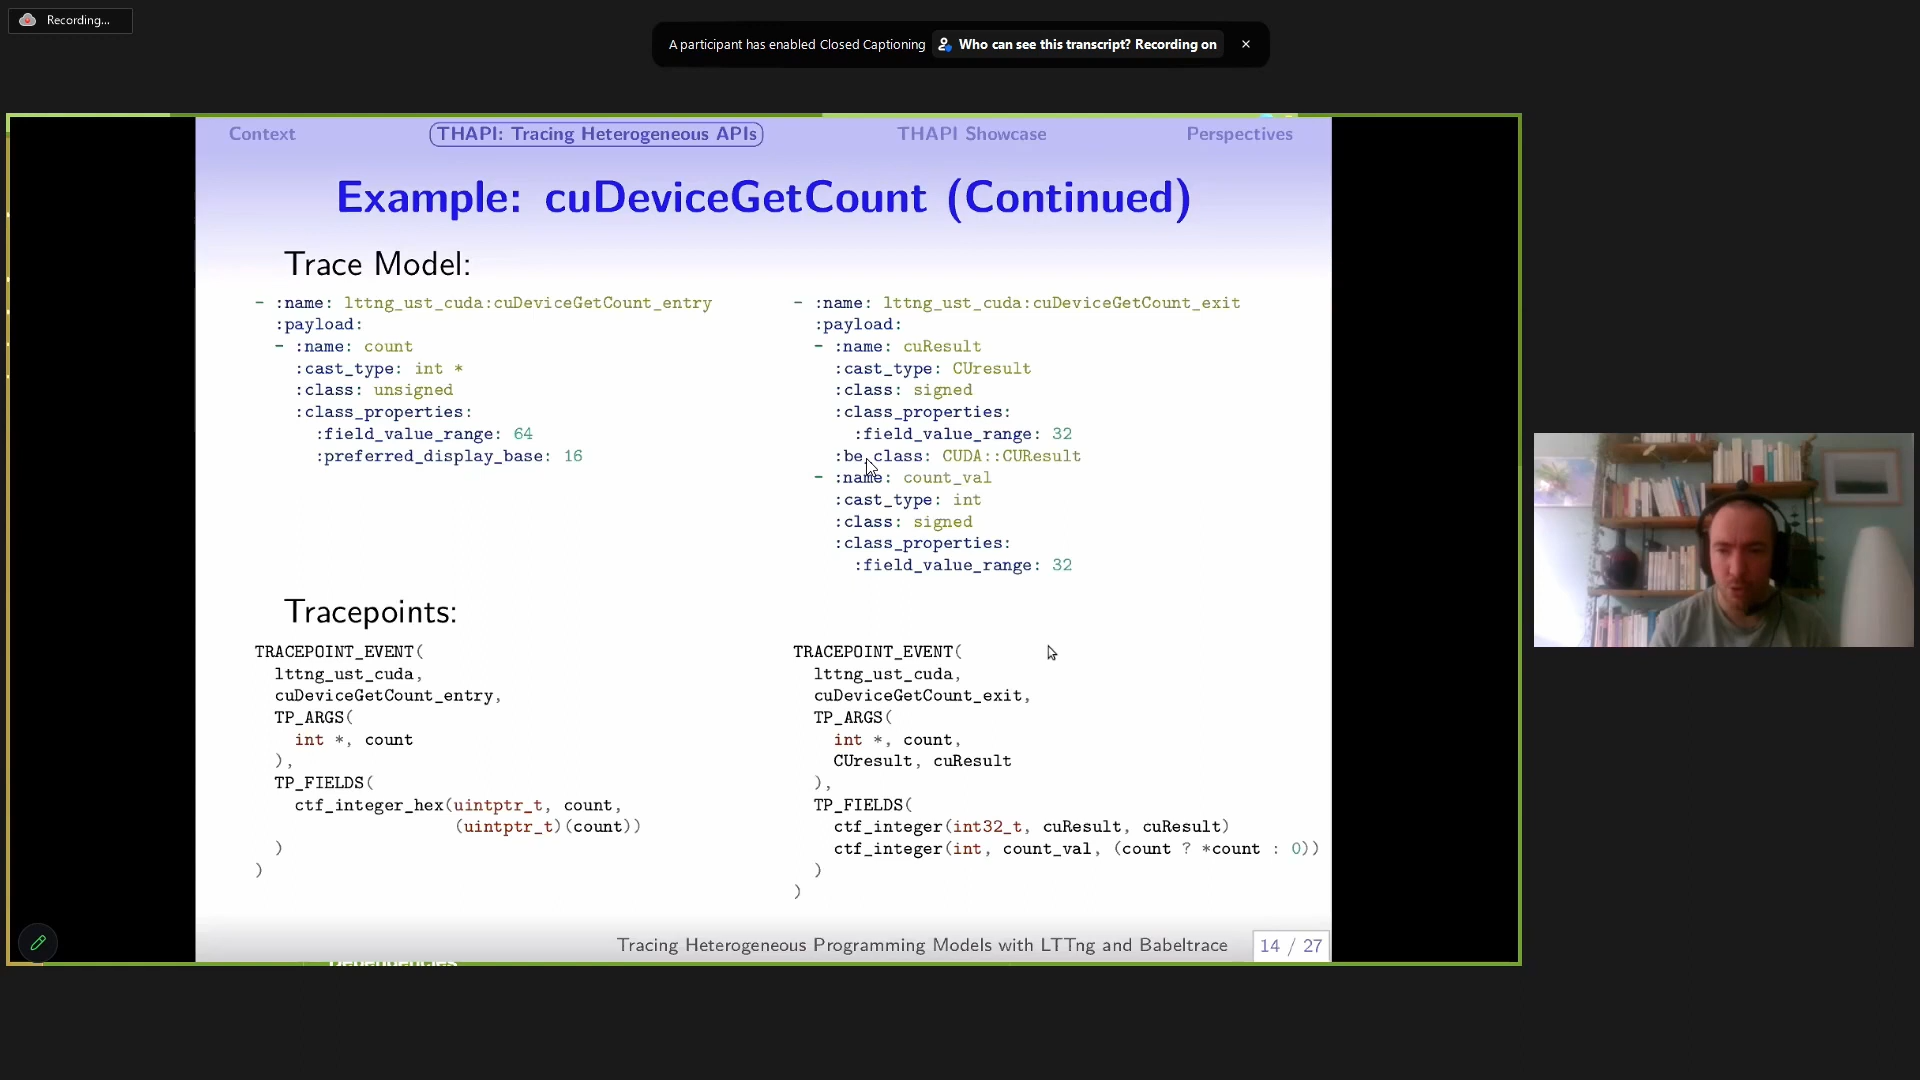 Recording...
A participant has enabled Closed Captioning Who can see this transcript? Recording on
Context THAPI: Tracing Heterogeneous APIs THAPI Showcase Perspectives
Example: cuDeviceGetCount (Continued)
Trace Model:
- :name: lttng_ust_cuda:cuDeviceGetCount_entry
:payload:
- :name: count
:cast_type: int *
:class: unsigned
:class_properties:
:field_value_range: 64
:preferred_display_base: 16
- :name: lttng_ust_cuda:cuDeviceGetCount_exit
:payload:
- :name: cuResult
:cast_type: CUresult
:class: signed
:class_properties:
:field_value_range: 32
:be_class: CUDA::CUResult
- :name: count_val
:cast_type: int
:class: signed
:class_properties:
:field_value_range: 32
Tracepoints:
TRACEPOINT_EVENT(
lttng_ust_cuda,
cuDeviceGetCount_entry,
TP_ARGS(
int *, count
),
TP_FIELDS(
ctf_integer_hex(uintptr_t, count,
(uintptr_t)(count))
)
)
TRACEPOINT_EVENT(
lttng_ust_cuda,
cuDeviceGetCount_exit,
TP_ARGS(
int *, count,
CUresult, cuResult
),
TP_FIELDS(
ctf_integer(int32_t, cuResult, cuResult)
ctf_integer(int, count_val, (count ? *count : 0))
)
)
Tracing Heterogeneous Programming Models with LTTng and Babeltrace 14 / 27